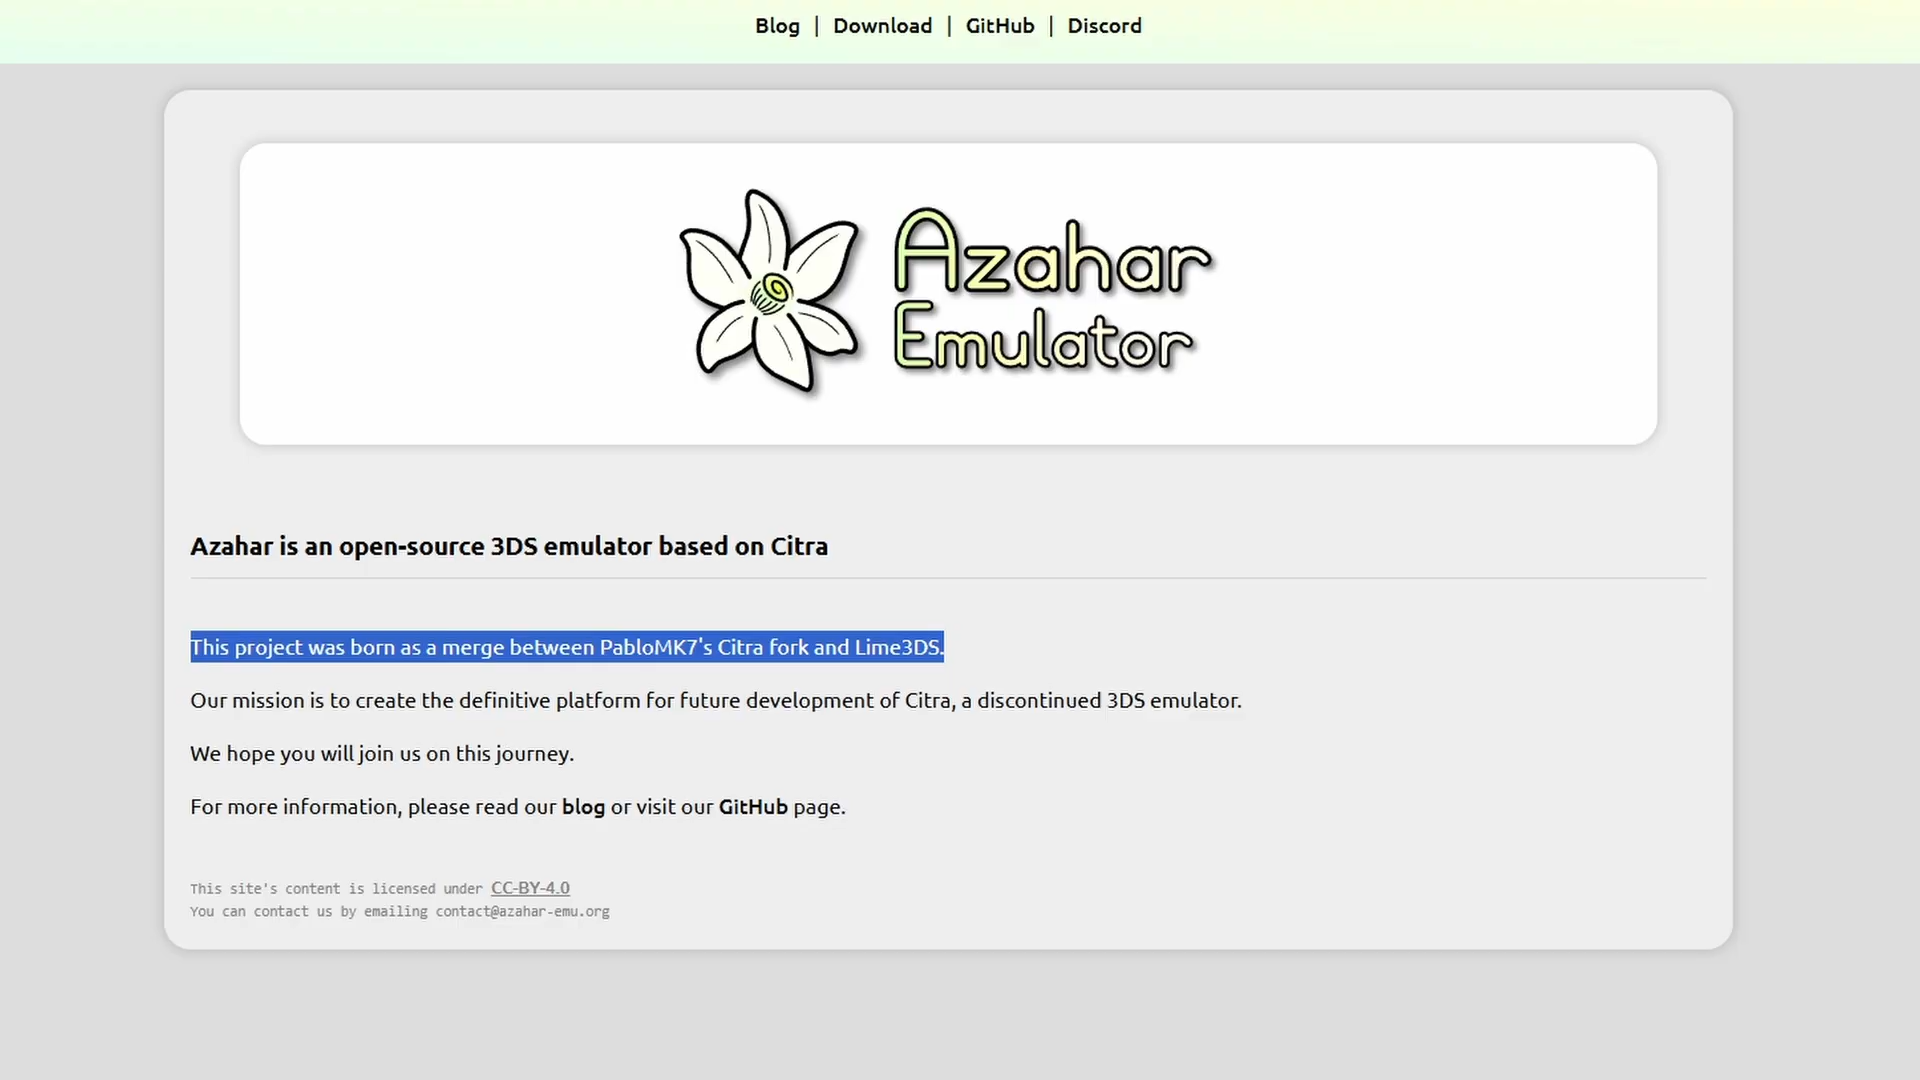 Blog | Download | GitHub | Discord
Azahar
Emulator
Azahar is an open-source 3DS emulator based on Citra
This project was born as a merge between PabloMK7's Citra fork and Lime3DS.
Our mission is to create the definitive platform for future development of Citra, a discontinued 3DS emulator.
We hope you will join us on this journey.
For more information, please read our blog or visit our GitHub page.
This site's content is licensed under CC-BY-4.0
You can contact us by emailing contact@azahar-emu.org